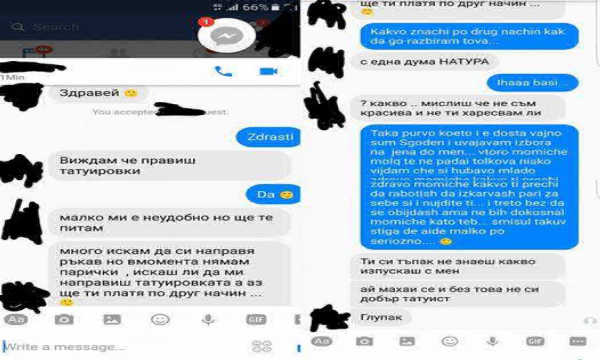 66%
Search
1
1Min
Здравей
You accepted
quest.
Zdrasti
Виждам че правиш
татуировки
Da
малко ми е неудобно но ще те
питам
много искам да си направя
ръкав но вмомента нямам
парички , искаш ли да ми
направиш татуировката а аз
ще ти платя по друг начин ...
Aa
GIF
Write a message...
ще ти платя по друг начин ...
Kakvo znachi po drug nachin kak
da go razbiram tova...
с една дума НАТУРА
Ihaaa basi...
? какво .. мислиш че не съм
красива и не ти харесвам ли
Taka purvo koeto i e dosta vajno
sum Sgoden i uvajavam izbora
na jena do men... vtoro momiche
molq te ne padai tolkova nisko
vijdam che si hubavo mlado
zdravo momiche kakvo ti prechi
da rabotish da izkarvash pari za
sebe si i nujdite ti... i treto bez da
se obijdash ama ne bih dokosnal
momiche kato teb... smisul takuv
stiga de aide malko po
seriozno....
Ти си тъпак не знаеш какво
изпускаш с мен
ай махаи се и без това не си
добър татуист
Глупак
Aa
GIF